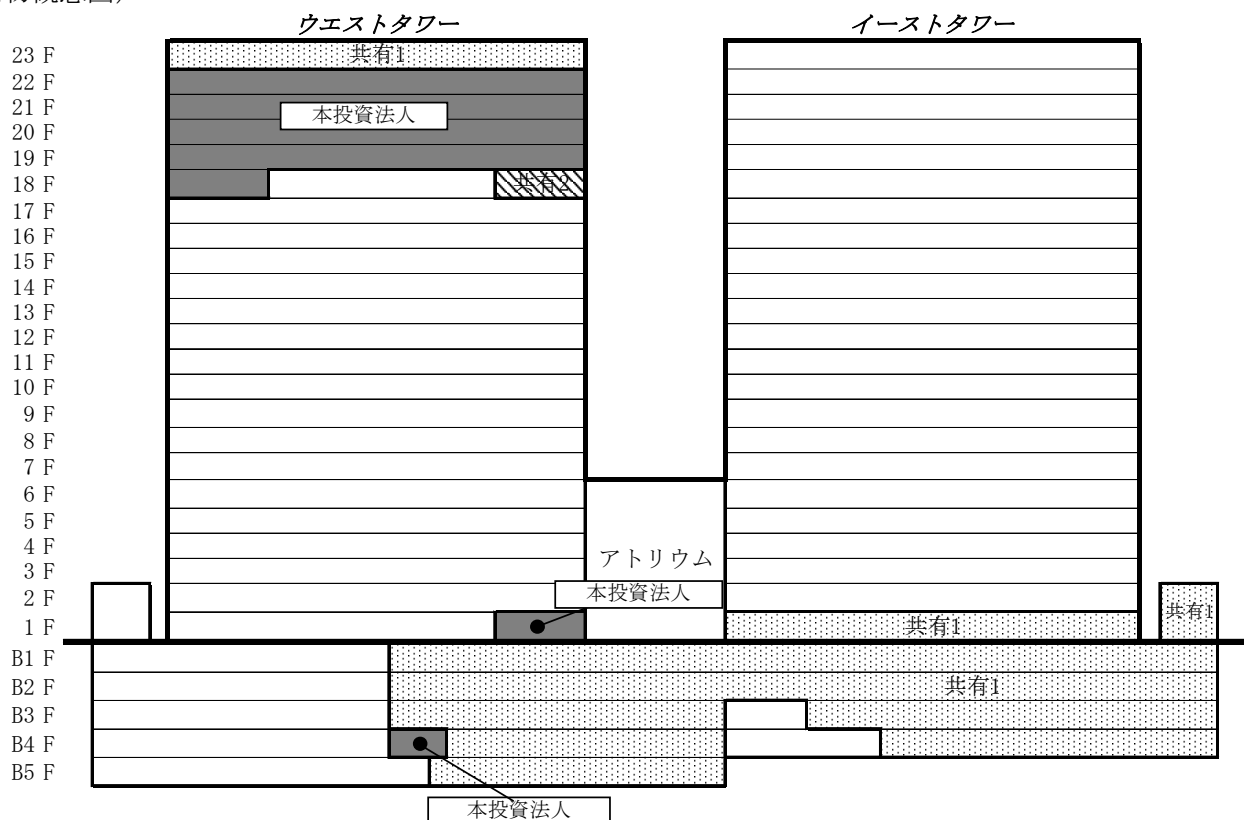 ウエストタワー
イーストタワー
23 F
共有1
22 F
21 F
本投資法人
20 F
19 F
18 F
共有2
17 F
16 F
15 F
14 F
13 F
12 F
11 F
10 F
9 F
8 F
7 F
6 F
5 F
4 F
アトリウム
3 F
2 F
本投資法人
共有1
1 F
共有1
B1 F
B2 F
共有1
B3 F
B4 F
B5 F
本投資法人